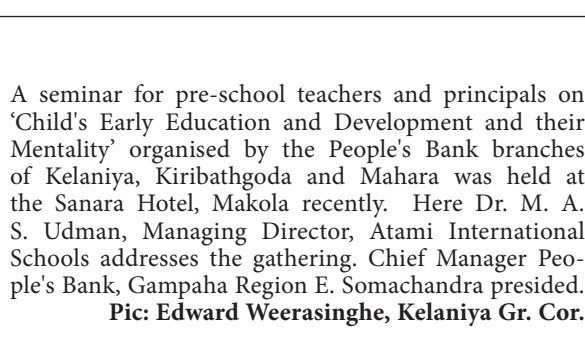 A seminar for pre-school teachers and principals on
‘Child's Early Education and Development and their
Mentality’ organised by the People's Bank branches
of Kelaniya, Kiribathgoda and Mahara was held at
the Sanara Hotel, Makola recently. Here Dr. M. A.
S. Udman, Managing Director, Atami International
Schools addresses the gathering. Chief Manager Peo-
ple's Bank, Gampaha Region E. Somachandra presided.
Pic: Edward Weerasinghe, Kelaniya Gr. Cor.